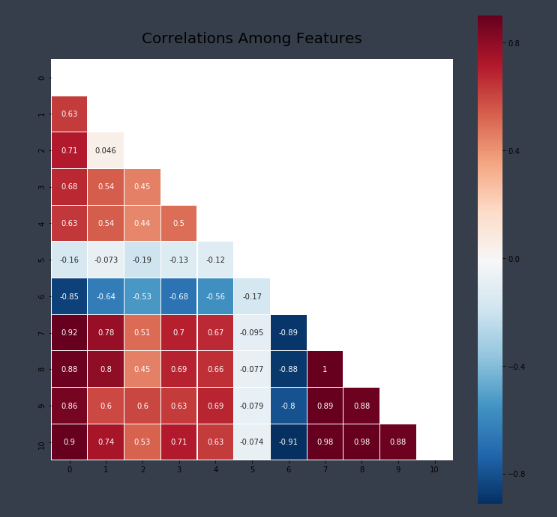 Correlations Among Features
0
1 0.63
2 0.71 0.046
3 0.68 0.54 0.45
4 0.63 0.54 0.44 0.5
5 -0.16 -0.073 -0.19 -0.13 -0.12
6 -0.85 -0.64 -0.53 -0.68 -0.56 -0.17
7 0.92 0.78 0.51 0.7 0.67 -0.095 -0.89
8 0.88 0.8 0.45 0.69 0.66 -0.077 -0.88 1
9 0.86 0.6 0.6 0.63 0.69 -0.079 -0.8 0.89 0.88
10 0.9 0.74 0.53 0.71 0.63 -0.074 -0.91 0.98 0.98 0.88
0 1 2 3 4 5 6 7 8 9 10
0.8
0.4
0.0
−0.4
−0.8